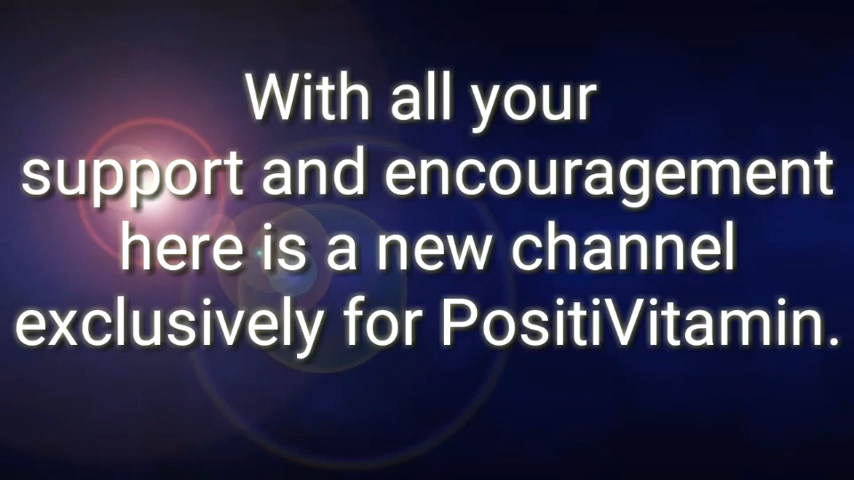 With all your
support and encouragement
here is a new channel
exclusively for PositiVitamin.